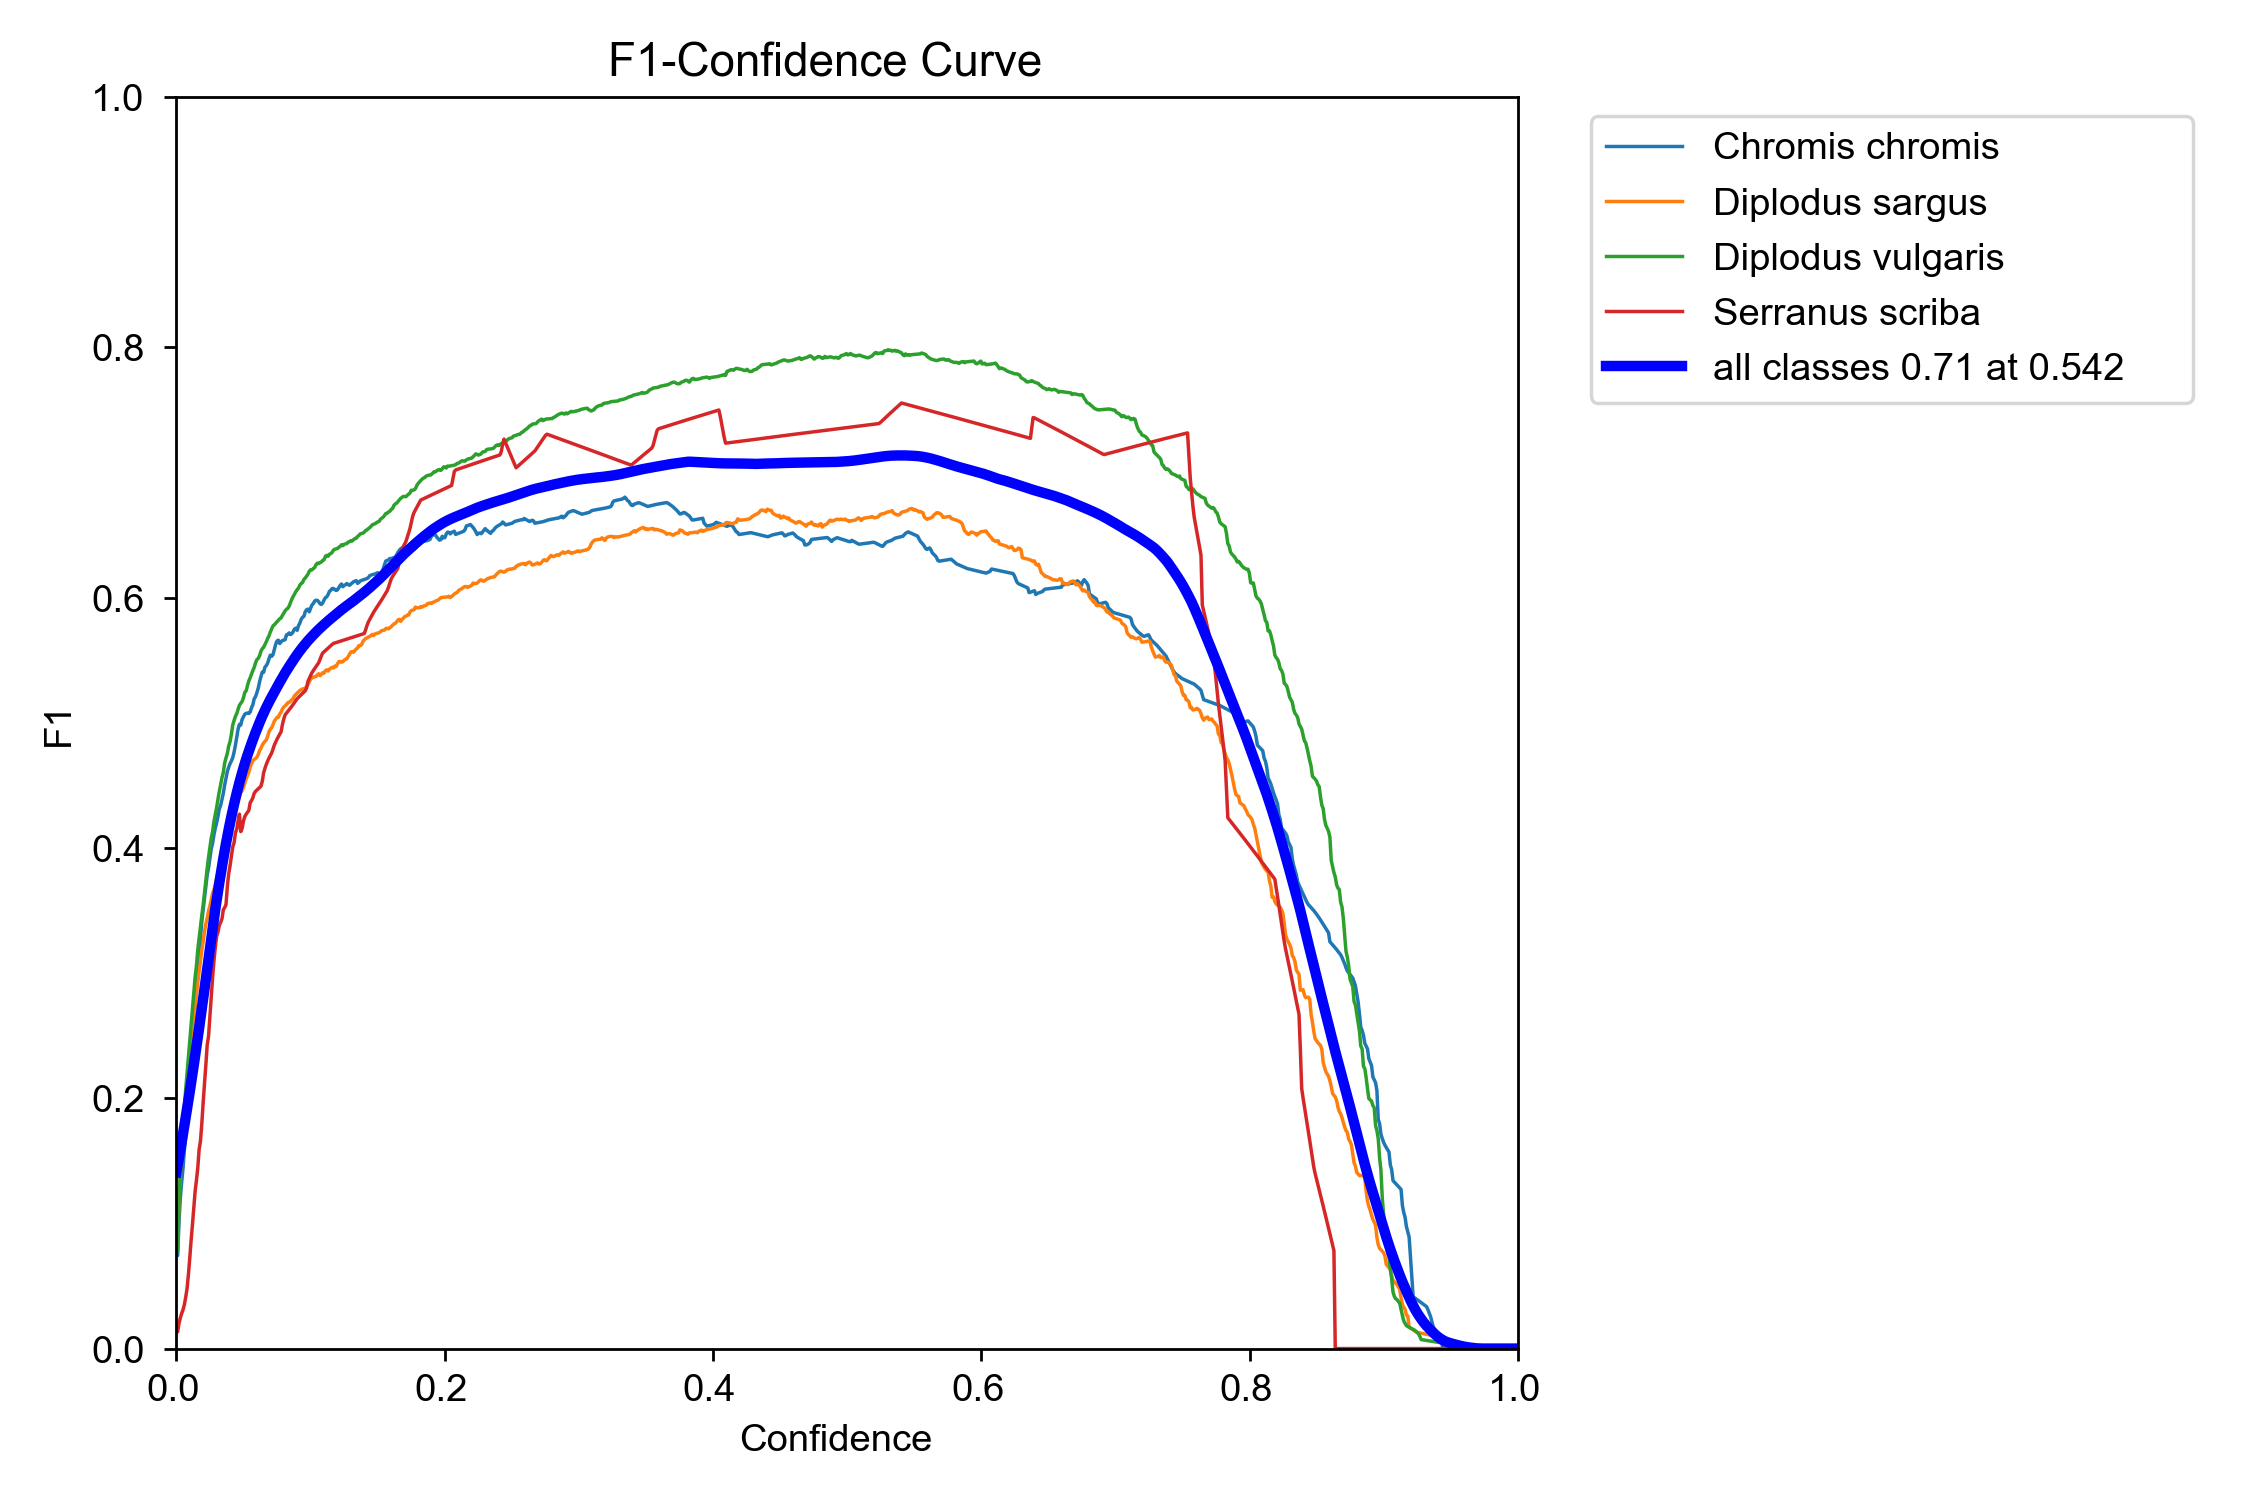 F1-Confidence Curve
1.0
0.8
0.6
0.4
0.2
0.0
F1
0.0 0.2 0.4 0.6 0.8 1.0
Confidence
Chromis chromis
Diplodus sargus
Diplodus vulgaris
Serranus scriba
all classes 0.71 at 0.542